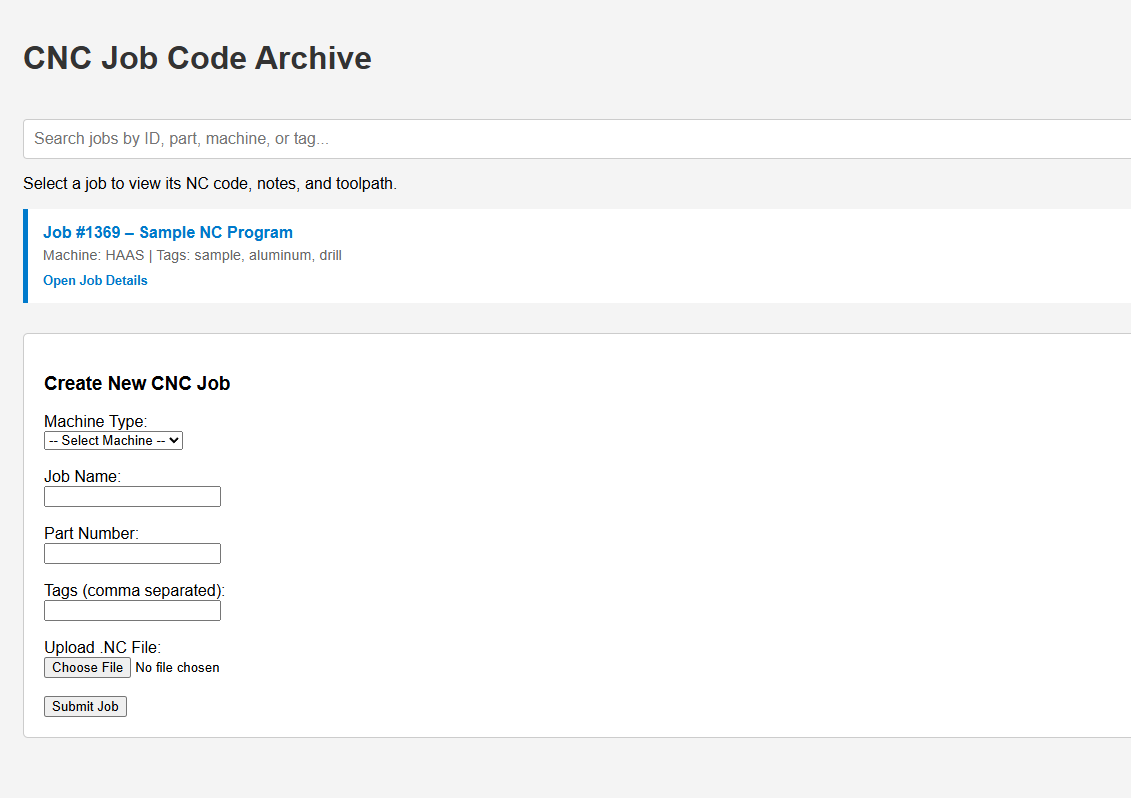 CNC Job Code Archive
Search jobs by ID, part, machine, or tag...
Select a job to view its NC code, notes, and toolpath.
Job #1369 – Sample NC Program
Machine: HAAS | Tags: sample, aluminum, drill
Open Job Details
Create New CNC Job
Machine Type:
-- Select Machine --
Job Name:
Part Number:
Tags (comma separated):
Upload .NC File:
Choose File No file chosen
Submit Job